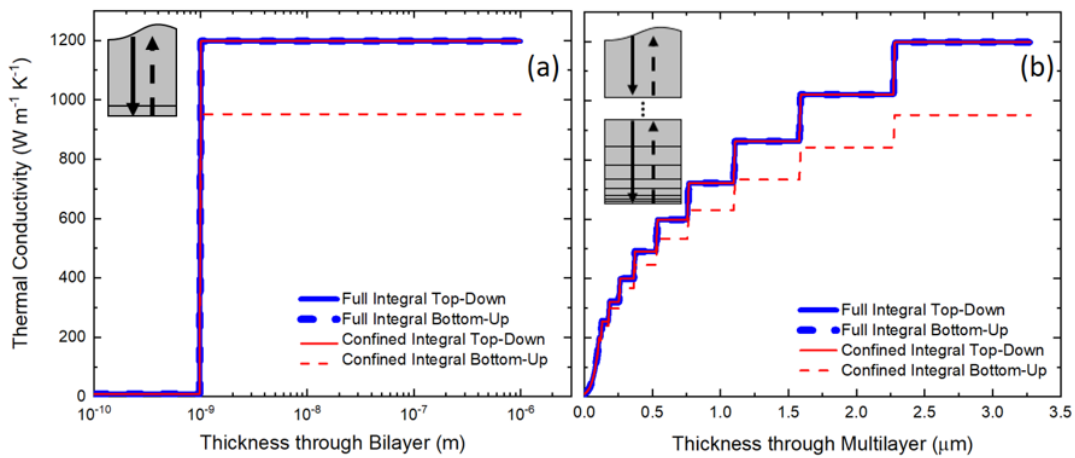 (a)
1200
1000
800
600
400
200
0
Thermal Conductivity (W m⁻¹ K⁻¹)
Full Integral Top-Down
Full Integral Bottom-Up
Confined Integral Top-Down
Confined Integral Bottom-Up
10⁻¹⁰ 10⁻⁹ 10⁻⁸ 10⁻⁷ 10⁻⁶
Thickness through Bilayer (m)
(b)
Full Integral Top-Down
Full Integral Bottom-Up
Confined Integral Top-Down
Confined Integral Bottom-Up
0.0 0.5 1.0 1.5 2.0 2.5 3.0 3.5
Thickness through Multilayer (μm)